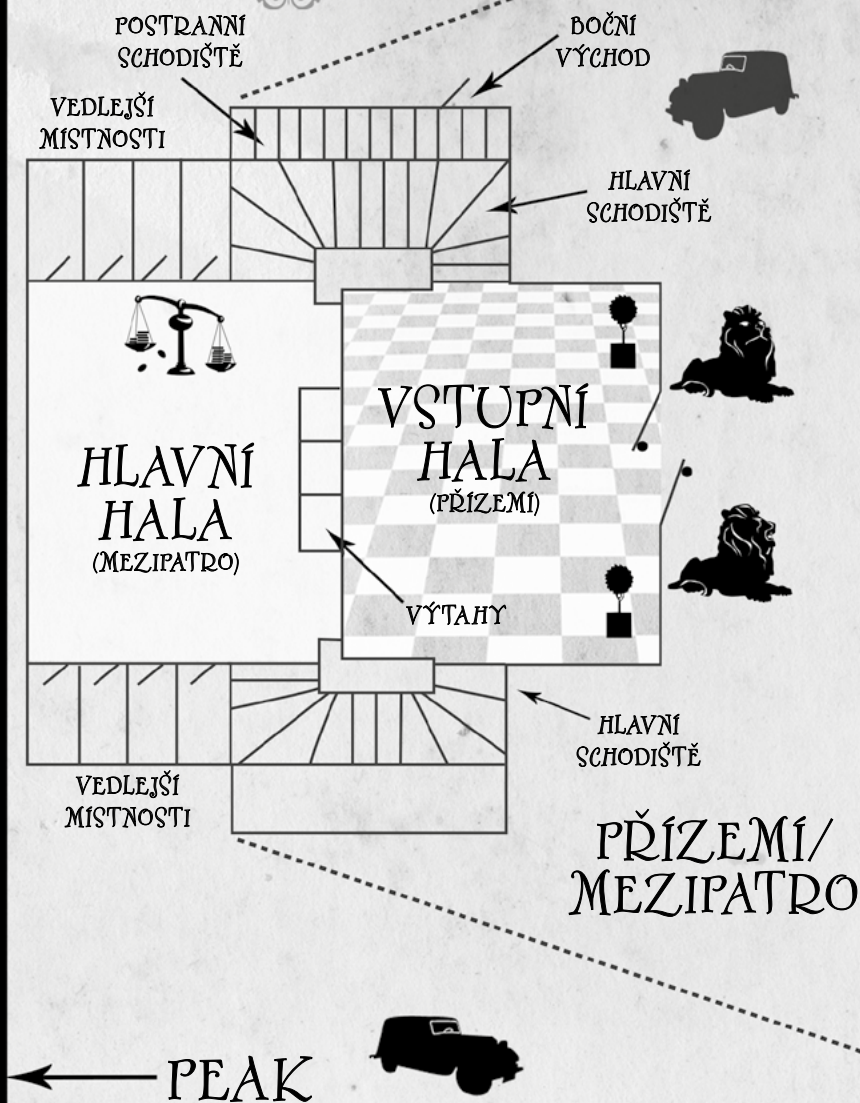 POSTRANNÍ
SCHODIŠTĚ
BOČNÍ
VÝCHOD
VEDLEJŠÍ
MÍSTNOSTI
HLAVNÍ
SCHODIŠTĚ
VSTUPNÍ
HALA
(PŘÍZEMÍ)
HLAVNÍ
HALA
(MEZIPATRO)
VÝTAHY
HLAVNÍ
SCHODIŠTĚ
VEDLEJŠÍ
MÍSTNOSTI
PŘÍZEMÍ/
MEZIPATRO
PEAK